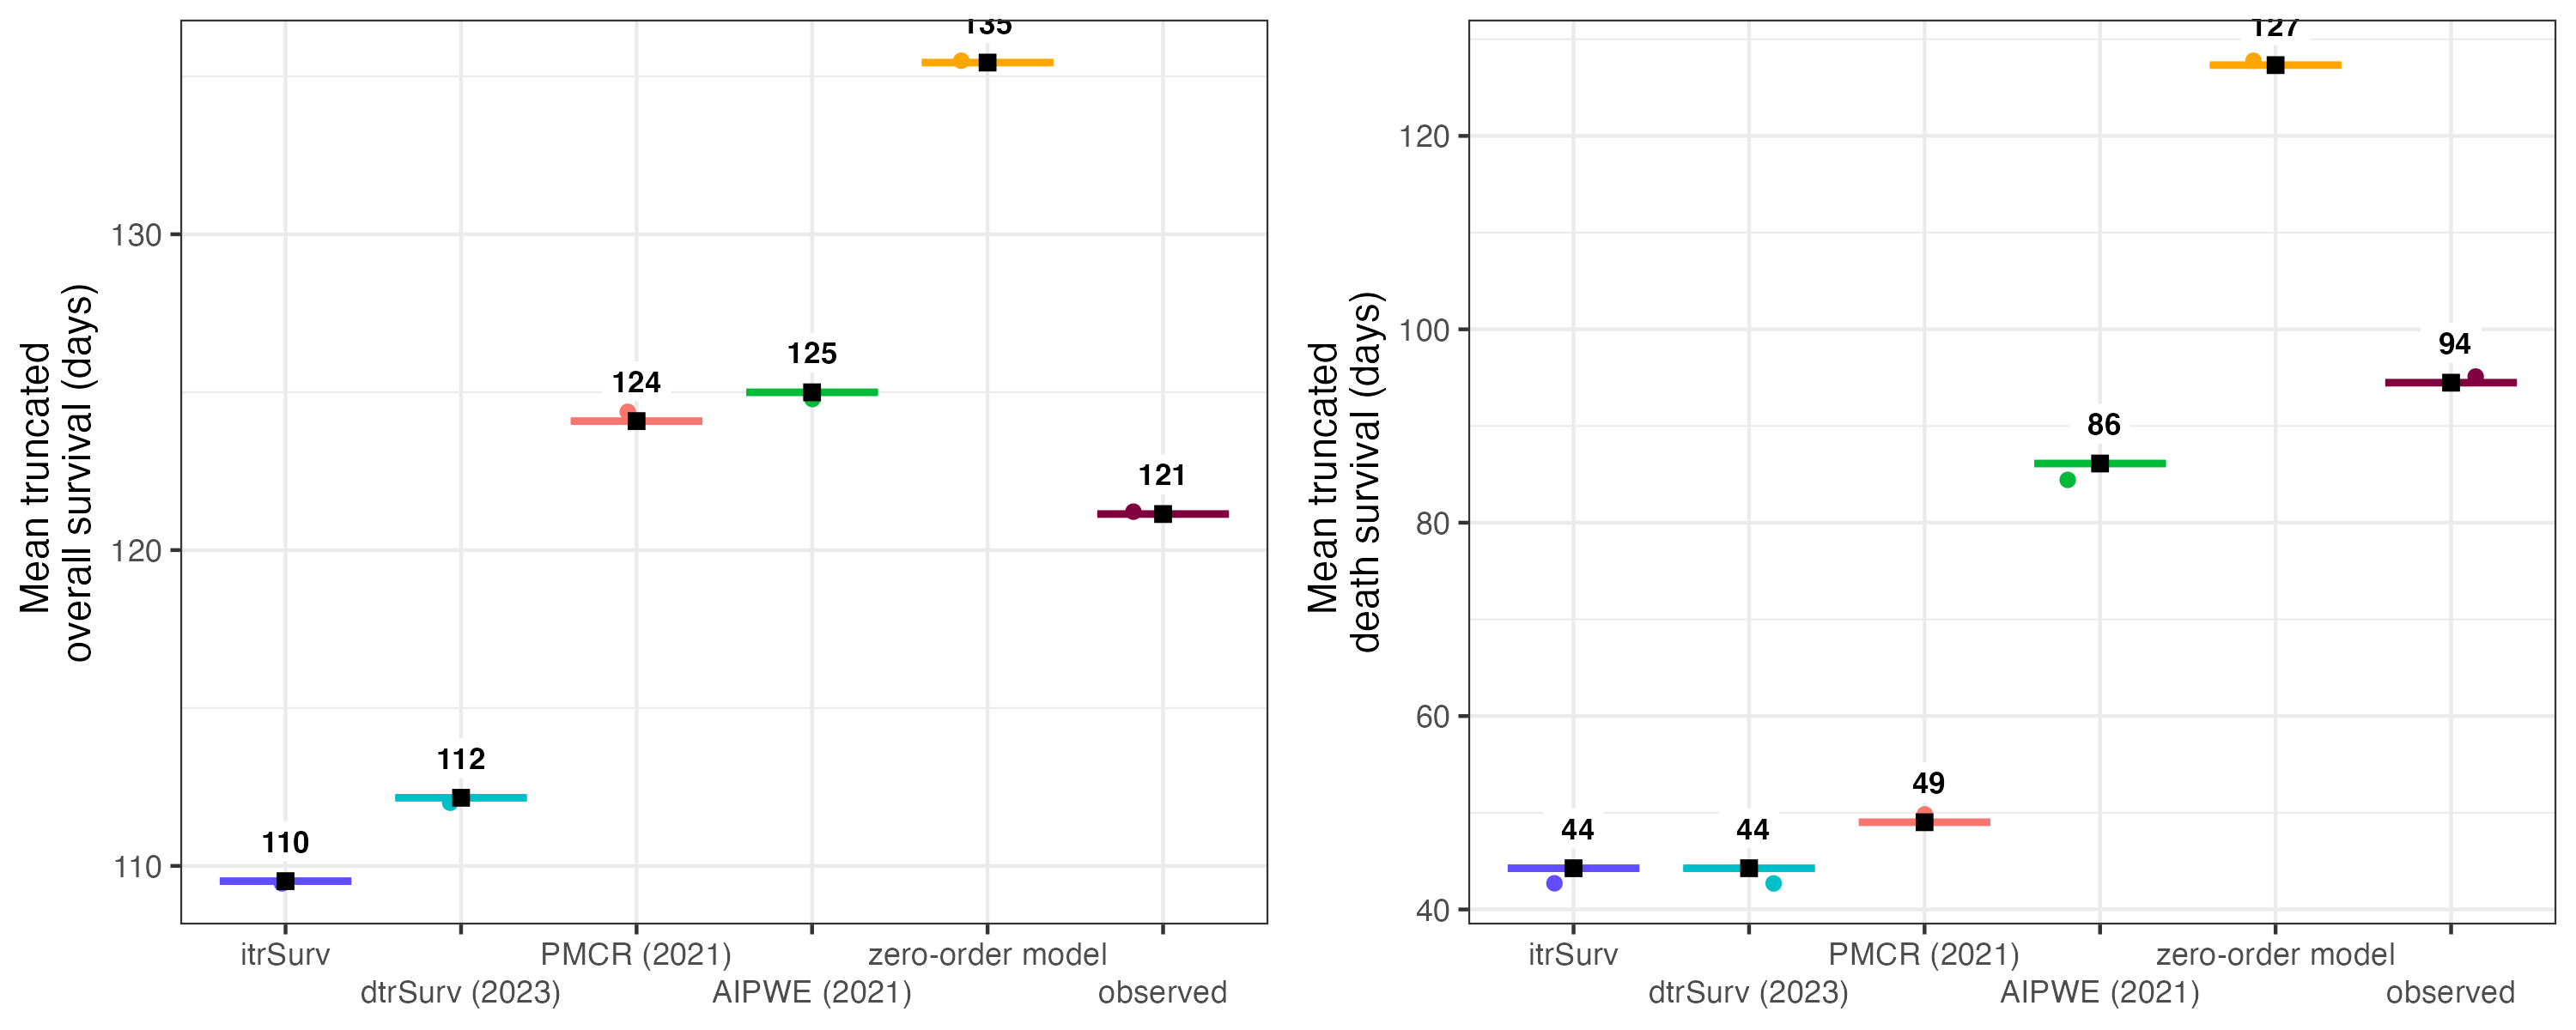 Mean truncated
overall survival (days)
130
120
110
110
112
124
125
135
121
itrSurv
dtrSurv (2023)
PMCR (2021)
AIPWE (2021)
zero-order model
observed
Mean truncated
death survival (days)
120
100
80
60
40
44
44
49
86
127
94
itrSurv
dtrSurv (2023)
PMCR (2021)
AIPWE (2021)
zero-order model
observed